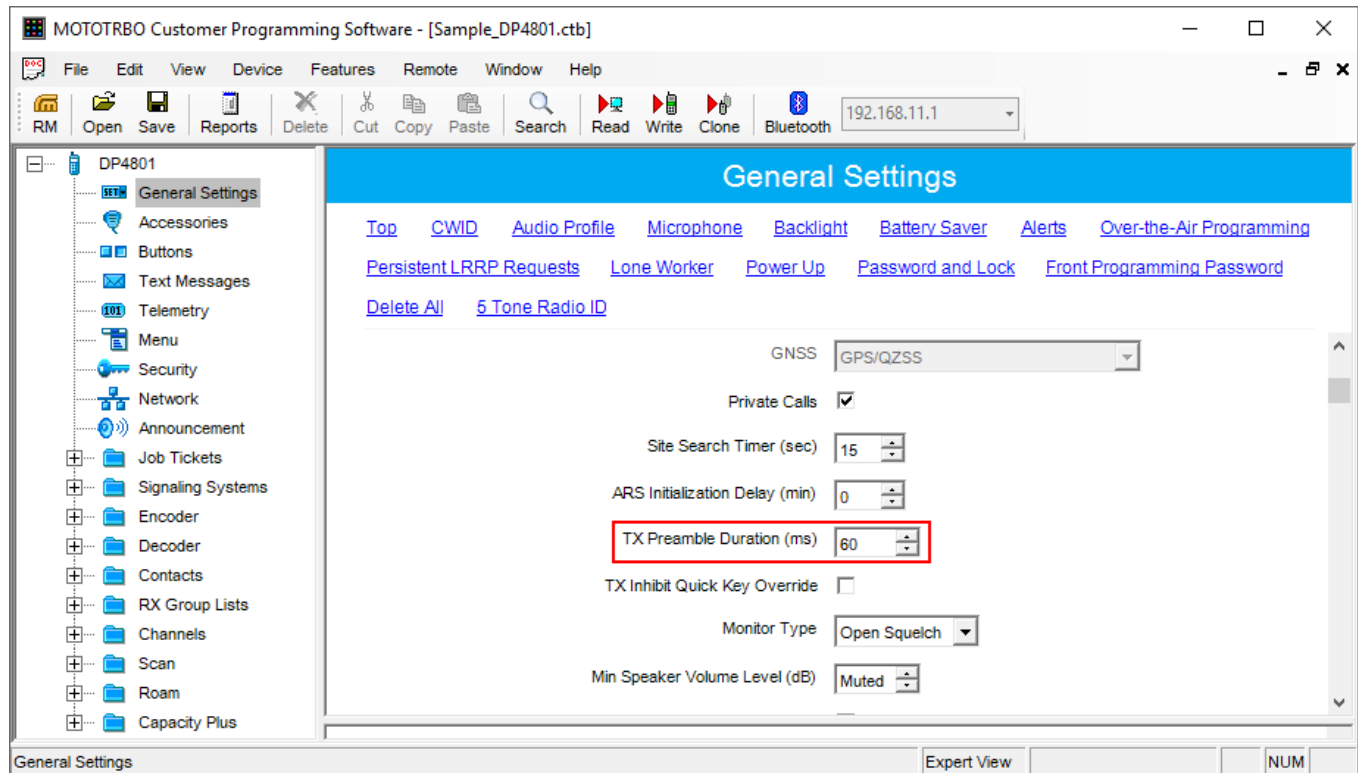 MOTOTRBO Customer Programming Software - [Sample_DP4801.ctb]
DOC File Edit View Device Features Remote Window Help
RM Open Save Reports Delete Cut Copy Paste Search Read Write Clone Bluetooth 192.168.11.1
DP4801
SET General Settings
Accessories
Buttons
Text Messages
101 Telemetry
Menu
Security
Network
Announcement
Job Tickets
Signaling Systems
Encoder
Decoder
Contacts
RX Group Lists
Channels
Scan
Roam
Capacity Plus
General Settings
Top CWID Audio Profile Microphone Backlight Battery Saver Alerts Over-the-Air Programming
Persistent LRRP Requests Lone Worker Power Up Password and Lock Front Programming Password
Delete All 5 Tone Radio ID
GNSS GPS/QZSS
Private Calls
Site Search Timer (sec) 15
ARS Initialization Delay (min) 0
TX Preamble Duration (ms) 60
TX Inhibit Quick Key Override
Monitor Type Open Squelch
Min Speaker Volume Level (dB) Muted
General Settings Expert View NUM